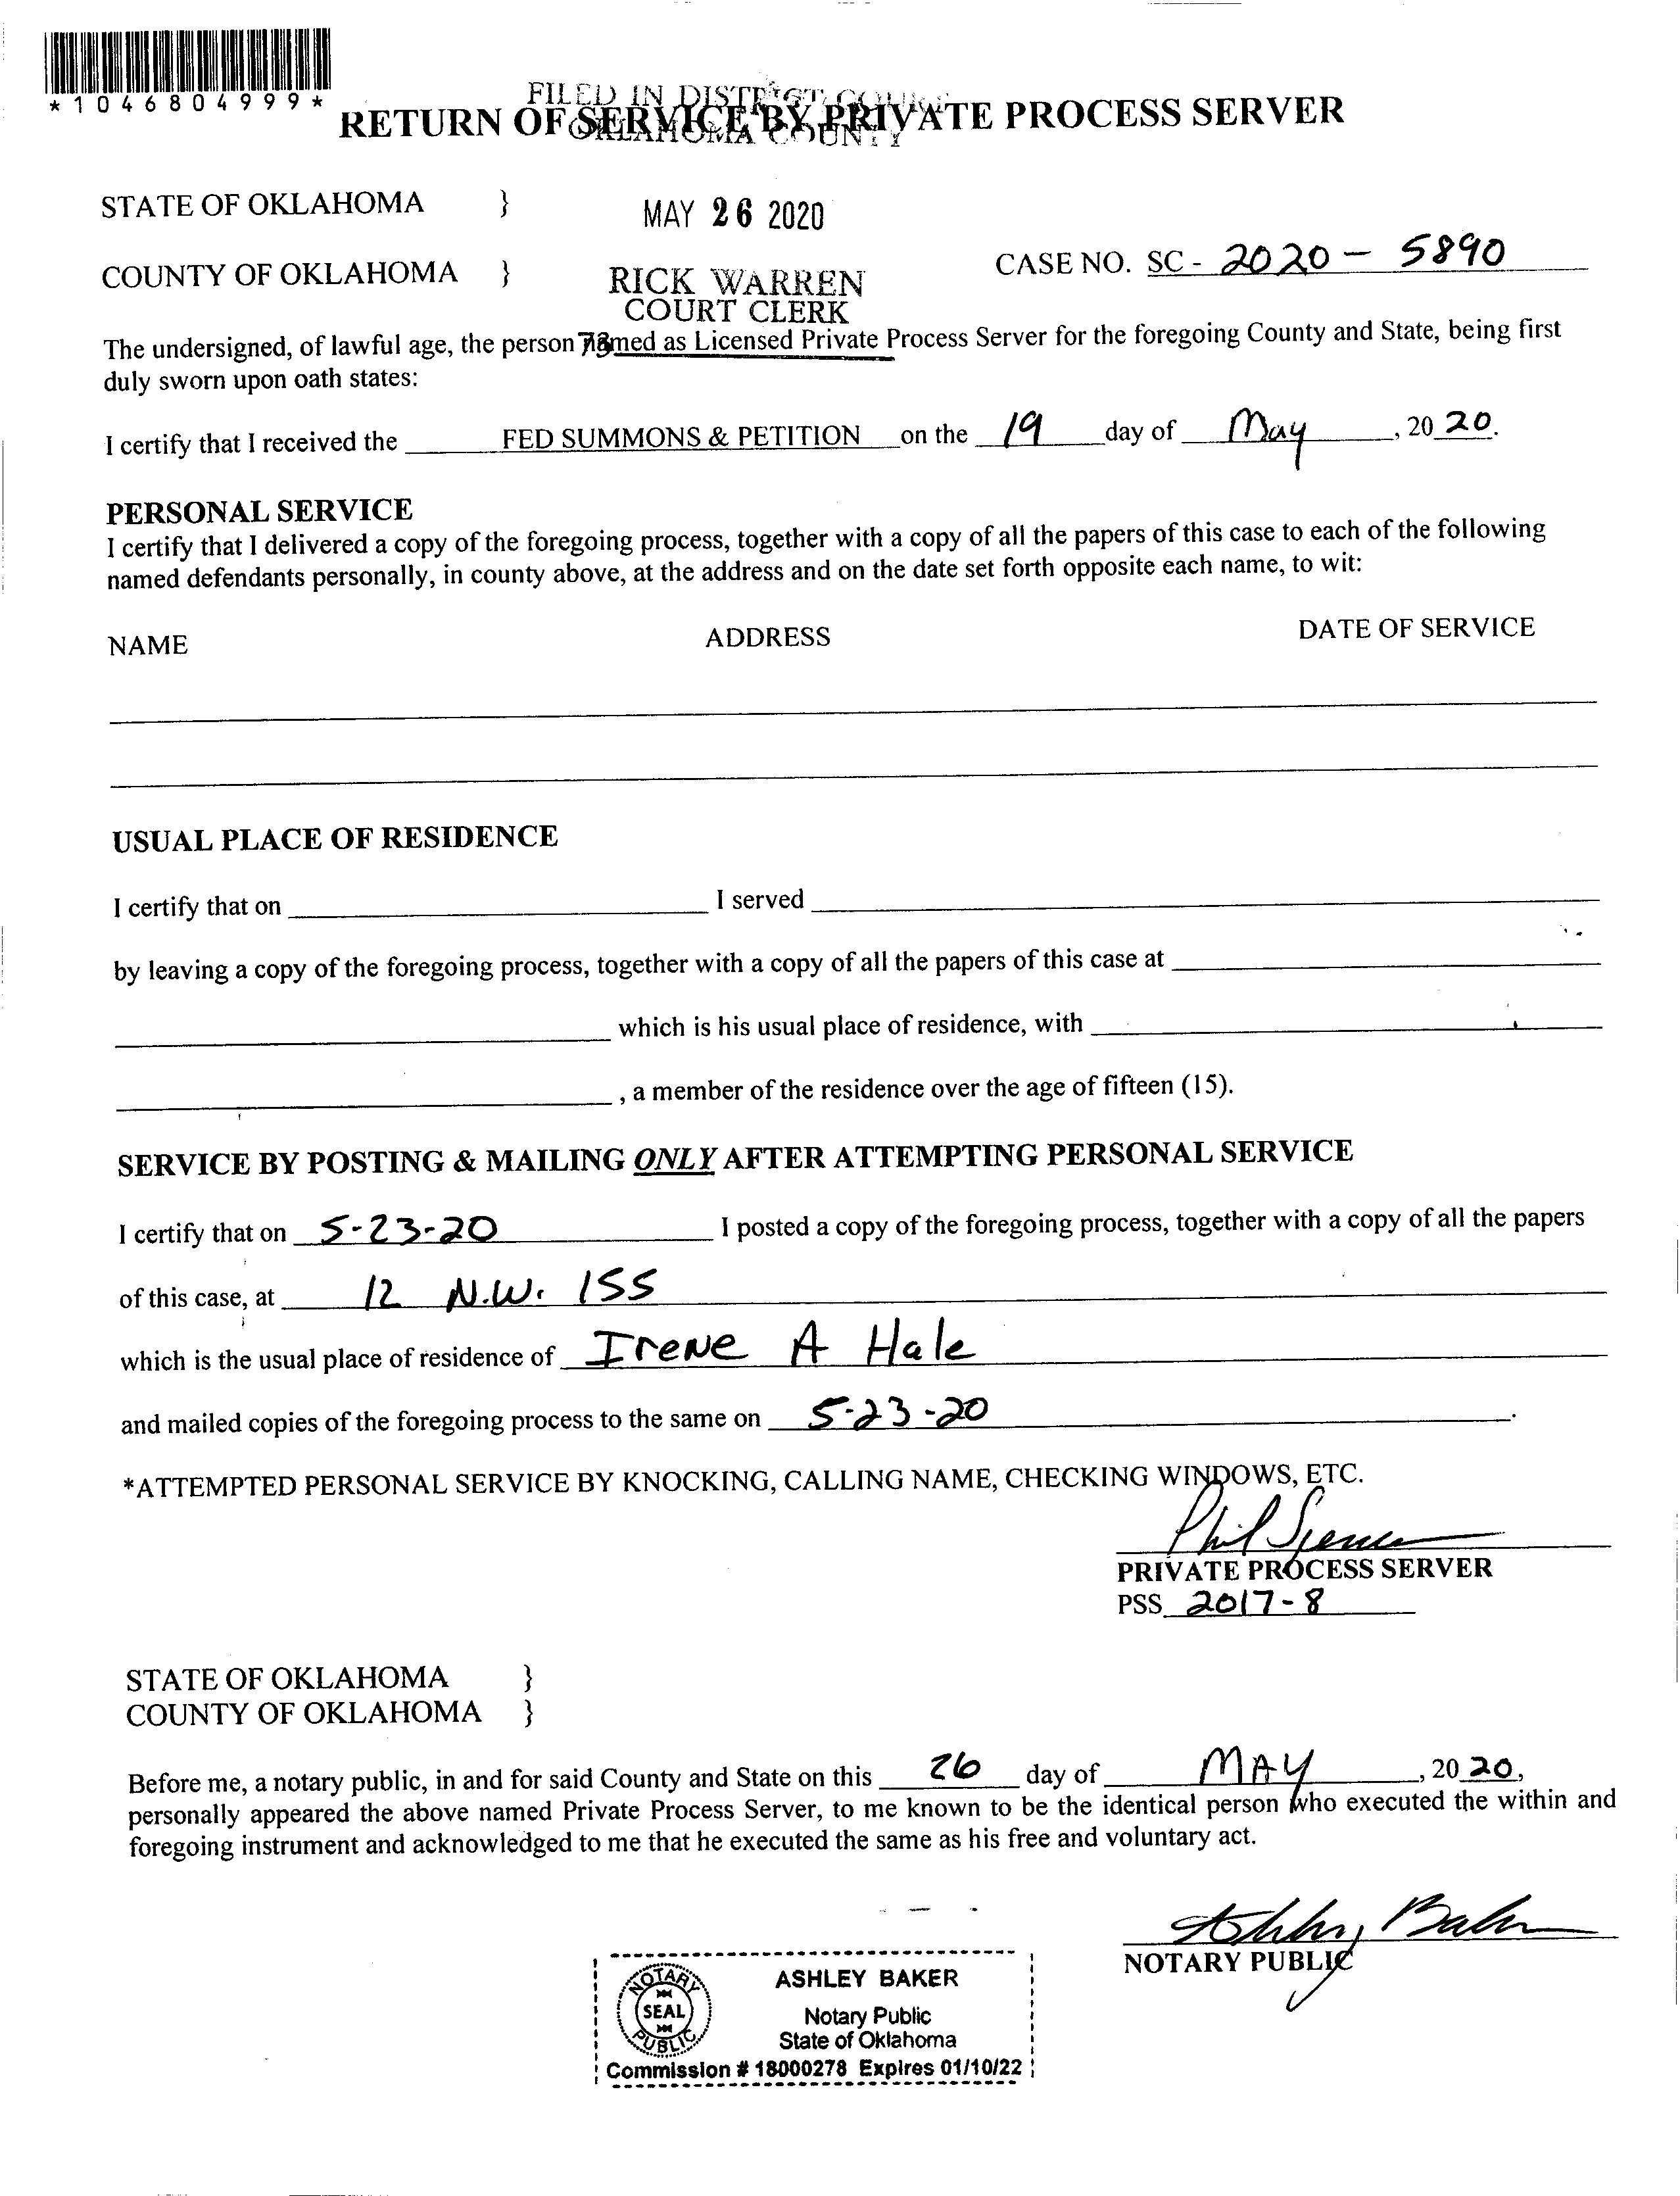 *1046804999*
FILED IN DISTRICT COURT
OKLAHOMA COUNTY
RETURN OF SERVICE BY PRIVATE PROCESS SERVER
STATE OF OKLAHOMA }
MAY 26 2020
COUNTY OF OKLAHOMA }
RICK WARREN
COURT CLERK
CASE NO. SC - 2020 - 5890
The undersigned, of lawful age, the person named as Licensed Private Process Server for the foregoing County and State, being first
duly sworn upon oath states:
I certify that I received the FED SUMMONS & PETITION on the 19 day of May, 2020.
PERSONAL SERVICE
I certify that I delivered a copy of the foregoing process, together with a copy of all the papers of this case to each of the following
named defendants personally, in county above, at the address and on the date set forth opposite each name, to wit:
NAME ADDRESS DATE OF SERVICE
USUAL PLACE OF RESIDENCE
I certify that on I served
by leaving a copy of the foregoing process, together with a copy of all the papers of this case at
which is his usual place of residence, with
, a member of the residence over the age of fifteen (15).
SERVICE BY POSTING & MAILING ONLY AFTER ATTEMPTING PERSONAL SERVICE
I certify that on 5-23-20 I posted a copy of the foregoing process, together with a copy of all the papers
of this case, at 12 N.W. 155
which is the usual place of residence of Irene A Hale
and mailed copies of the foregoing process to the same on 5-23-20.
*ATTEMPTED PERSONAL SERVICE BY KNOCKING, CALLING NAME, CHECKING WINDOWS, ETC.
Phil Spence
PRIVATE PROCESS SERVER
PSS 2017-8
STATE OF OKLAHOMA }
COUNTY OF OKLAHOMA }
Before me, a notary public, in and for said County and State on this 26 day of MAY, 2020,
personally appeared the above named Private Process Server, to me known to be the identical person who executed the within and
foregoing instrument and acknowledged to me that he executed the same as his free and voluntary act.
Ashley Baker
NOTARY PUBLIC
NOTARY
SEAL
PUBLIC
ASHLEY BAKER
Notary Public
State of Oklahoma
Commission # 18000278 Expires 01/10/22